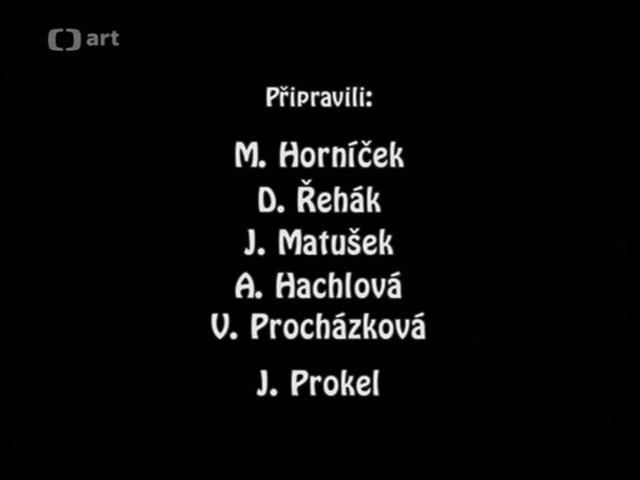 art
Připravili:
M. Horníček
D. Řehák
J. Matušek
A. Hachlová
V. Procházková
J. Prokel